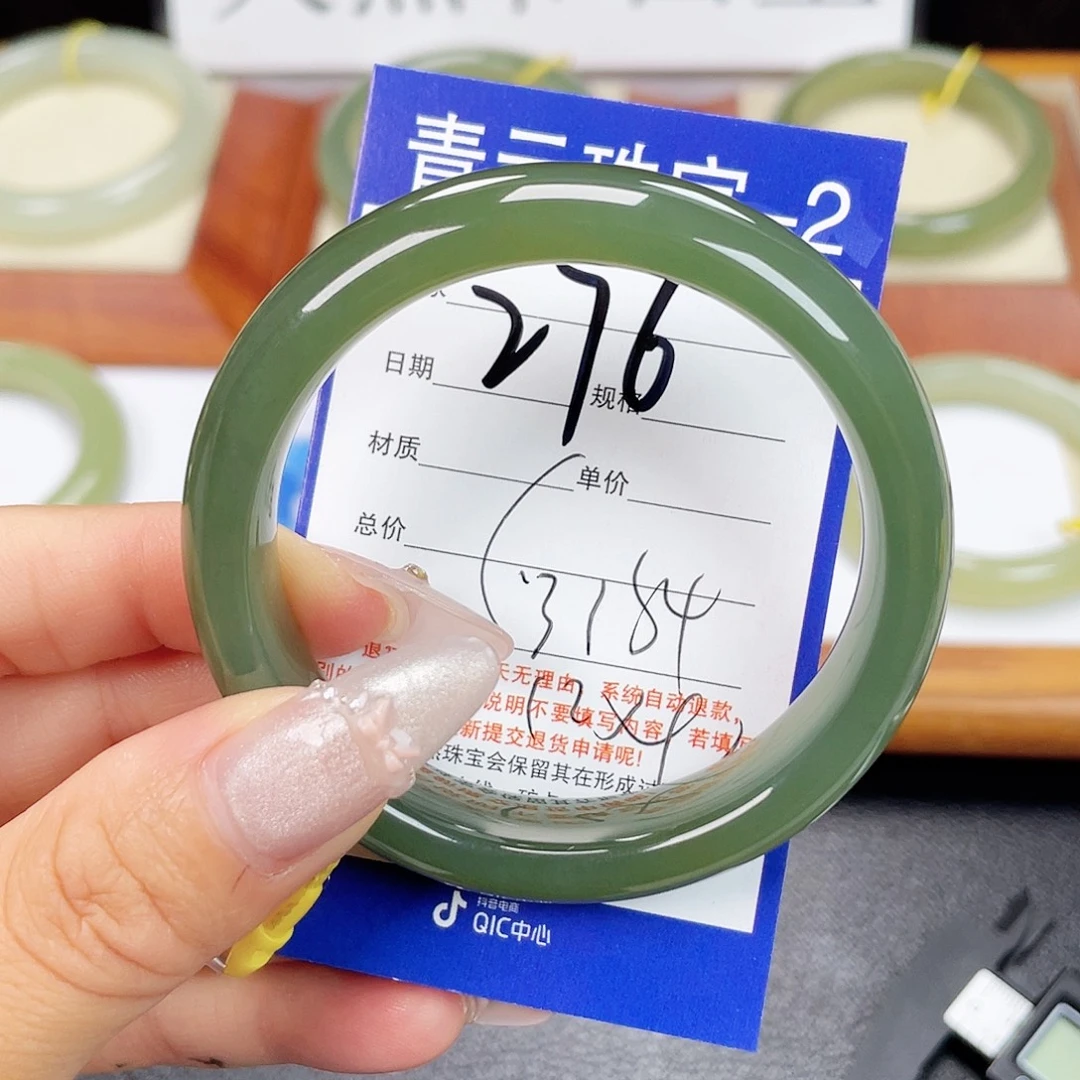 青云珠宝-2
276
日期
规格
材质
单价
总价
3184
天无理由 系统自动退款,
说明不要填写内容 若填
新提交退货申请呢!
珠宝会保留其在形成过
抖音电商
QIC中心